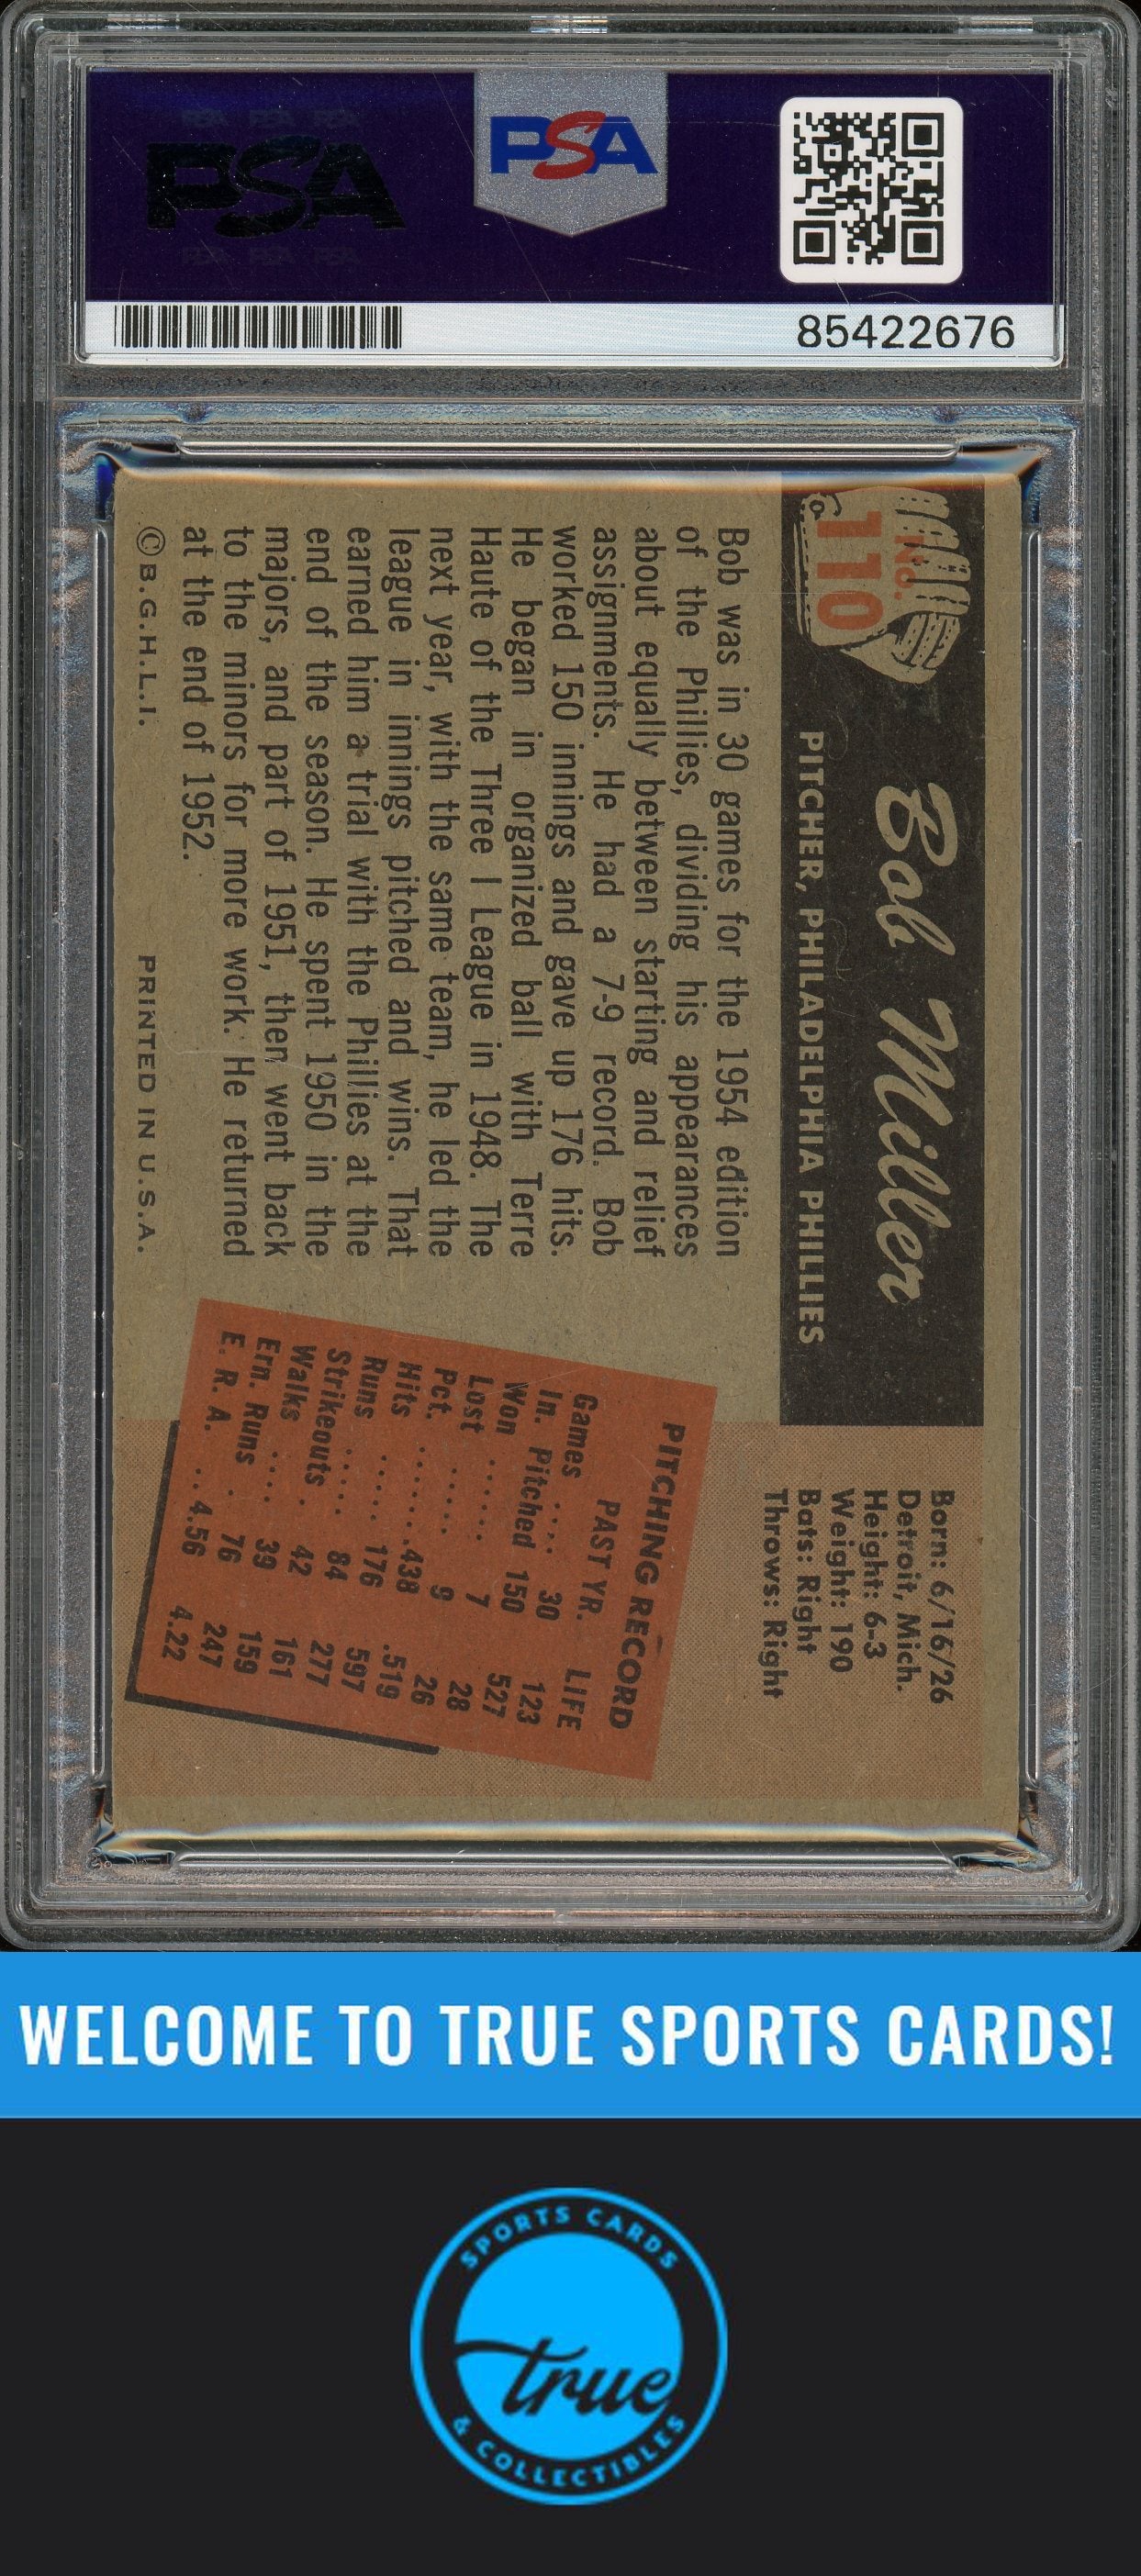 PSA
PSA
85422676
No.
110
Bob Miller
PITCHER, PHILADELPHIA PHILLIES
Born: 6/16/26
Detroit, Mich.
Height: 6-3
Weight: 190
Bats: Right
Throws: Right
Bob was in 30 games for the 1954 edition
of the Phillies, dividing his appearances
about equally between starting and relief
assignments. He had a 7-9 record. Bob
worked 150 innings and gave up 176 hits.
He began in organized ball with Terre
Haute of the Three I League in 1948. The
next year, with the same team, he led the
league in innings pitched and wins. That
earned him a trial with the Phillies at the
end of the season. He spent 1950 in the
majors, and part of 1951, then went back
to the minors for more work. He returned
at the end of 1952.
© B.G.H.L.I. PRINTED IN U.S.A.
PITCHING RECORD
PAST YR. LIFE
Games .... 30 123
In. Pitched 150 527
Won ...... 7 28
Lost ..... 9 26
Pct. ........438 .519
Hits ..... 176 597
Runs ..... 84 277
Strikeouts . 42 161
Walks .... 39 159
Ern. Runs . 76 247
E. R. A. ...4.56 4.22
WELCOME TO TRUE SPORTS CARDS!
SPORTS CARDS
true
& COLLECTIBLES